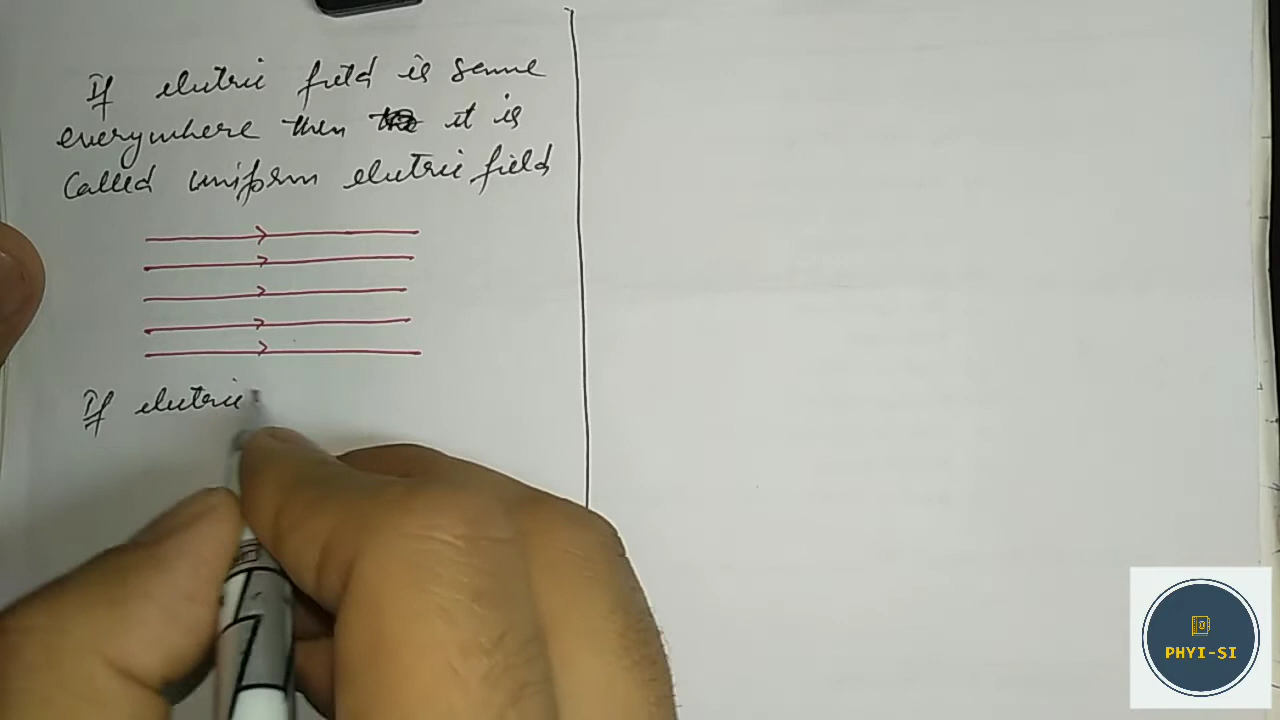 If electric field is same
everywhere then it is
Called uniform electric field
If electric
PHYI-SI